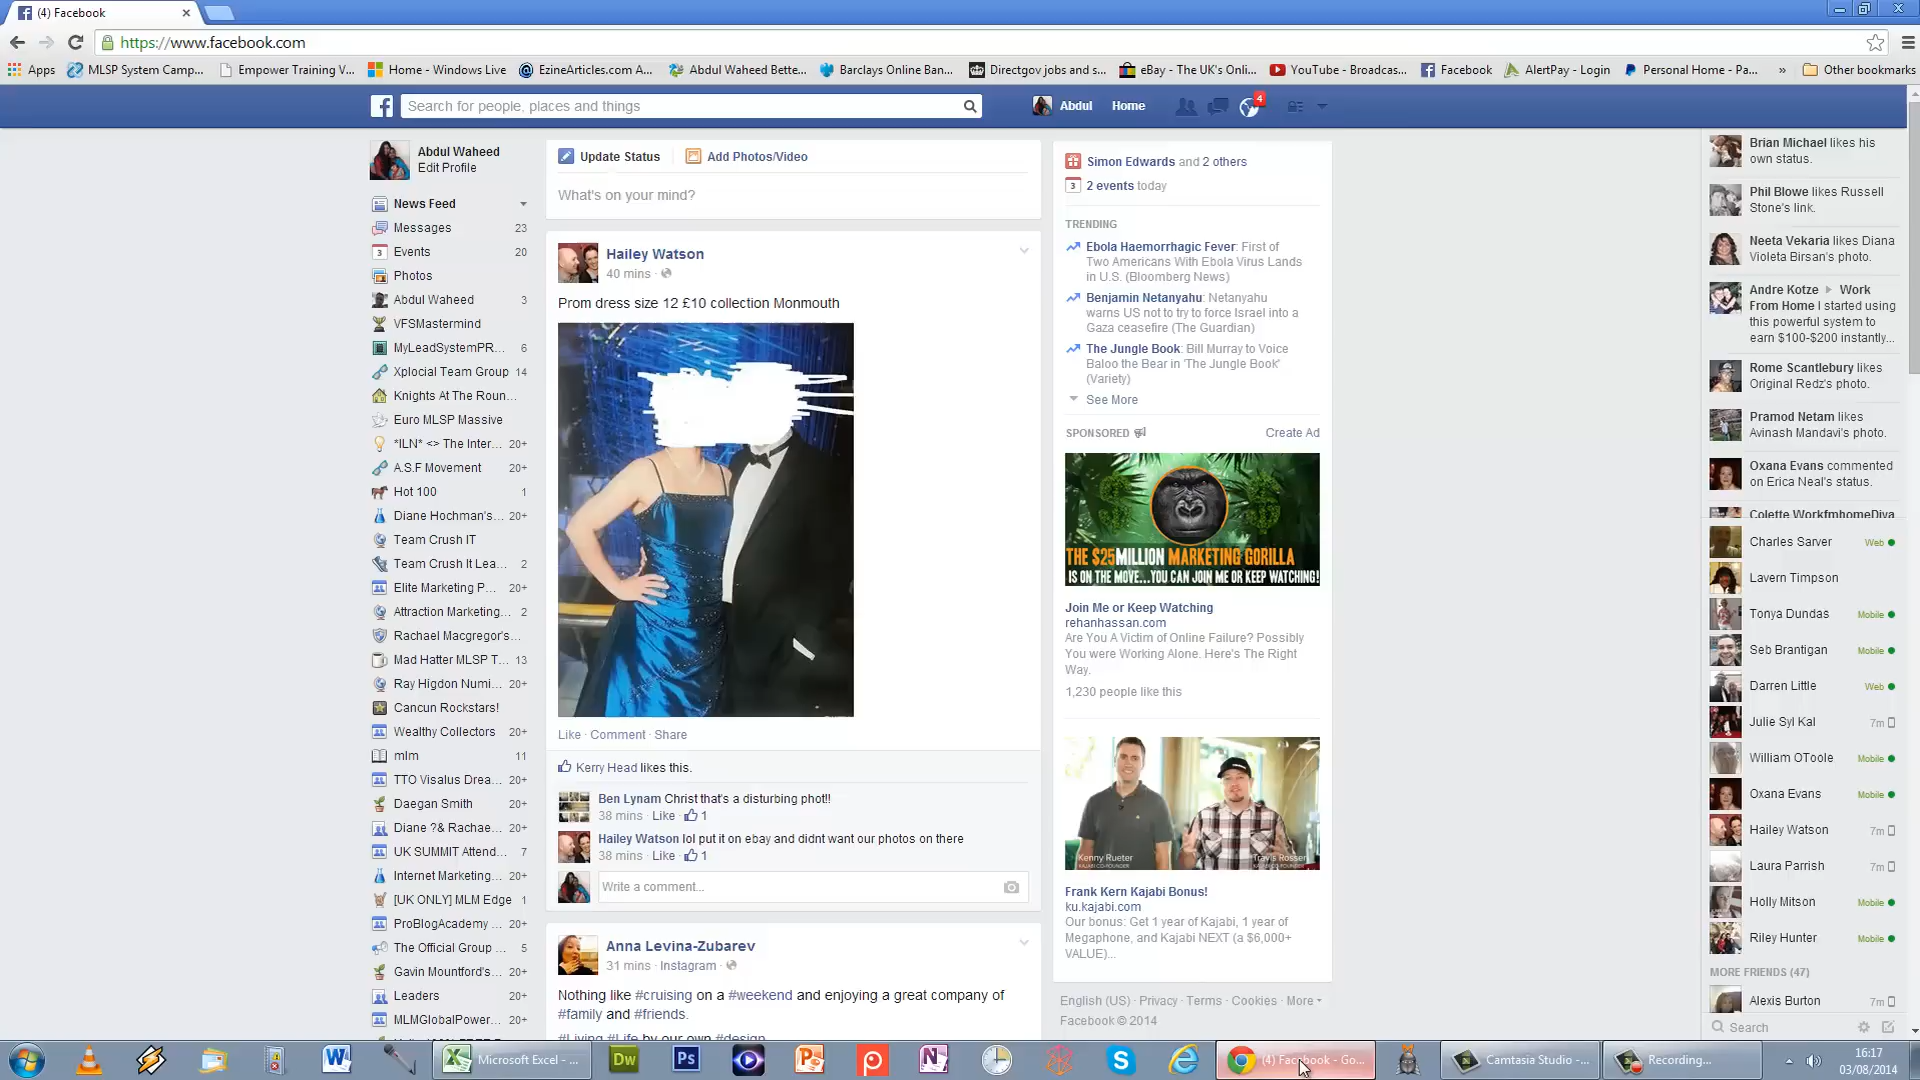 (4) Facebook
https://www.facebook.com
Apps
MLSP System Camp...
Empower Training V...
Home - Windows Live
EzineArticles.com A...
Abdul Waheed Bette...
Barclays Online Ban...
Directgov jobs and s...
eBay - The UK's Onli...
YouTube - Broadcas...
Facebook
AlertPay - Login
Personal Home - Pa...
»
Other bookmarks
Search for people, places and things
Abdul
Home
4
Abdul Waheed
Edit Profile
News Feed
Messages 23
Events 20
Photos
Abdul Waheed 3
VFSMastermind
MyLeadSystemPR... 6
Xplocial Team Group 14
Knights At The Roun...
Euro MLSP Massive
*ILN* <> The Inter... 20+
A.S.F Movement 20+
Hot 100 1
Diane Hochman's... 20+
Team Crush IT
Team Crush It Lea... 2
Elite Marketing P... 20+
Attraction Marketing... 2
Rachael Macgregor's...
Mad Hatter MLSP T... 13
Ray Higdon Numi... 20+
Cancun Rockstars!
Wealthy Collectors 20+
mlm 11
TTO Visalus Drea... 20+
Daegan Smith 20+
Diane ?& Rachae... 20+
UK SUMMIT Attend... 7
Internet Marketing... 20+
[UK ONLY] MLM Edge 1
ProBlogAcademy ... 20+
The Official Group ... 5
Gavin Mountford's... 20+
Leaders 20+
MLMGlobalPower... 20+
Update Status
Add Photos/Video
What's on your mind?
Hailey Watson
40 mins ·
Prom dress size 12 £10 collection Monmouth
Like · Comment · Share
Kerry Head likes this.
Ben Lynam Christ that's a disturbing phot!!
38 mins · Like · 1
Hailey Watson lol put it on ebay and didnt want our photos on there
38 mins · Like · 1
Write a comment...
Anna Levina-Zubarev
31 mins · Instagram ·
Nothing like #cruising on a #weekend and enjoying a great company of
#family and #friends.
#Living #Life by our own #design
Simon Edwards and 2 others
3 2 events today
TRENDING
Ebola Haemorrhagic Fever: First of
Two Americans With Ebola Virus Lands
in U.S. (Bloomberg News)
Benjamin Netanyahu: Netanyahu
warns US not to try to force Israel into a
Gaza ceasefire (The Guardian)
The Jungle Book: Bill Murray to Voice
Baloo the Bear in 'The Jungle Book'
(Variety)
See More
SPONSORED
Create Ad
THE $25MILLION MARKETING GORILLA
IS ON THE MOVE...YOU CAN JOIN ME OR KEEP WATCHING!
Join Me or Keep Watching
rehanhassan.com
Are You A Victim of Online Failure? Possibly
You were Working Alone. Here's The Right
Way.
1,230 people like this
Kenny Rueter
KAJABI CO-FOUNDER
Travis Rosser
KAJABI CO-FOUNDER
Frank Kern Kajabi Bonus!
ku.kajabi.com
Our bonus: Get 1 year of Kajabi, 1 year of
Megaphone, and Kajabi NEXT (a $6,000+
VALUE)...
English (US) · Privacy · Terms · Cookies · More
Facebook © 2014
Brian Michael likes his
own status.
Phil Blowe likes Russell
Stone's link.
Neeta Vekaria likes Diana
Violeta Birsan's photo.
Andre Kotze ▸ Work
From Home I started using
this powerful system to
earn $100-$200 instantly...
Rome Scantlebury likes
Original Redz's photo.
Pramod Netam likes
Avinash Mandavi's photo.
Oxana Evans commented
on Erica Neal's status.
Colette WorkfmhomeDiva
Charles Sarver Web
Lavern Timpson
Tonya Dundas Mobile
Seb Brantigan Mobile
Darren Little Web
Julie Syl Kal 7m
William OToole Mobile
Oxana Evans Mobile
Hailey Watson 7m
Laura Parrish 7m
Holly Mitson Mobile
Riley Hunter Mobile
MORE FRIENDS (47)
Alexis Burton 7m
Search
Microsoft Excel - ...
Dw
Ps
(4) Facebook - Go...
Camtasia Studio -...
Recording...
16:17
03/08/2014